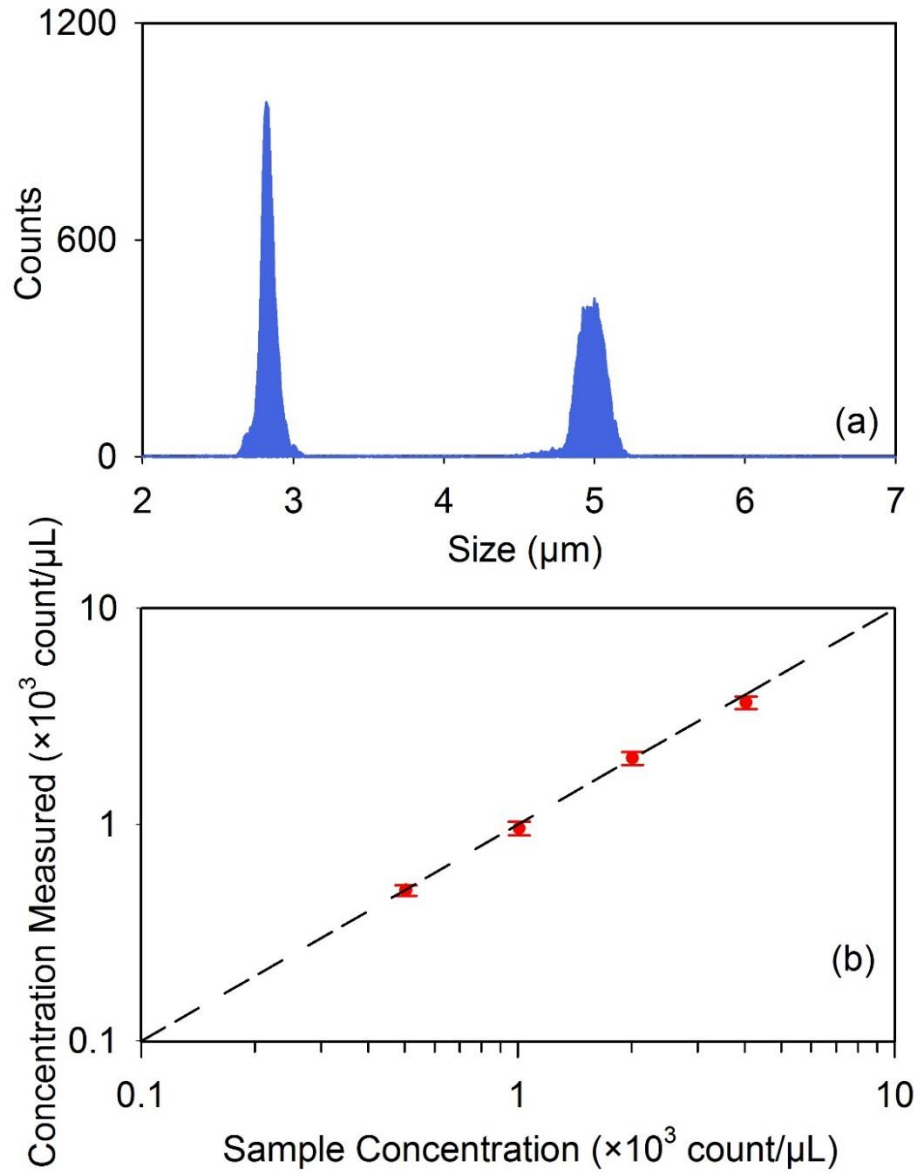 1200
600
0
Counts
(a)
2 3 4 5 6 7
Size (µm)
Concentration Measured (×10³ count/µL)
10
1
0.1
(b)
0.1 1 10
Sample Concentration (×10³ count/µL)